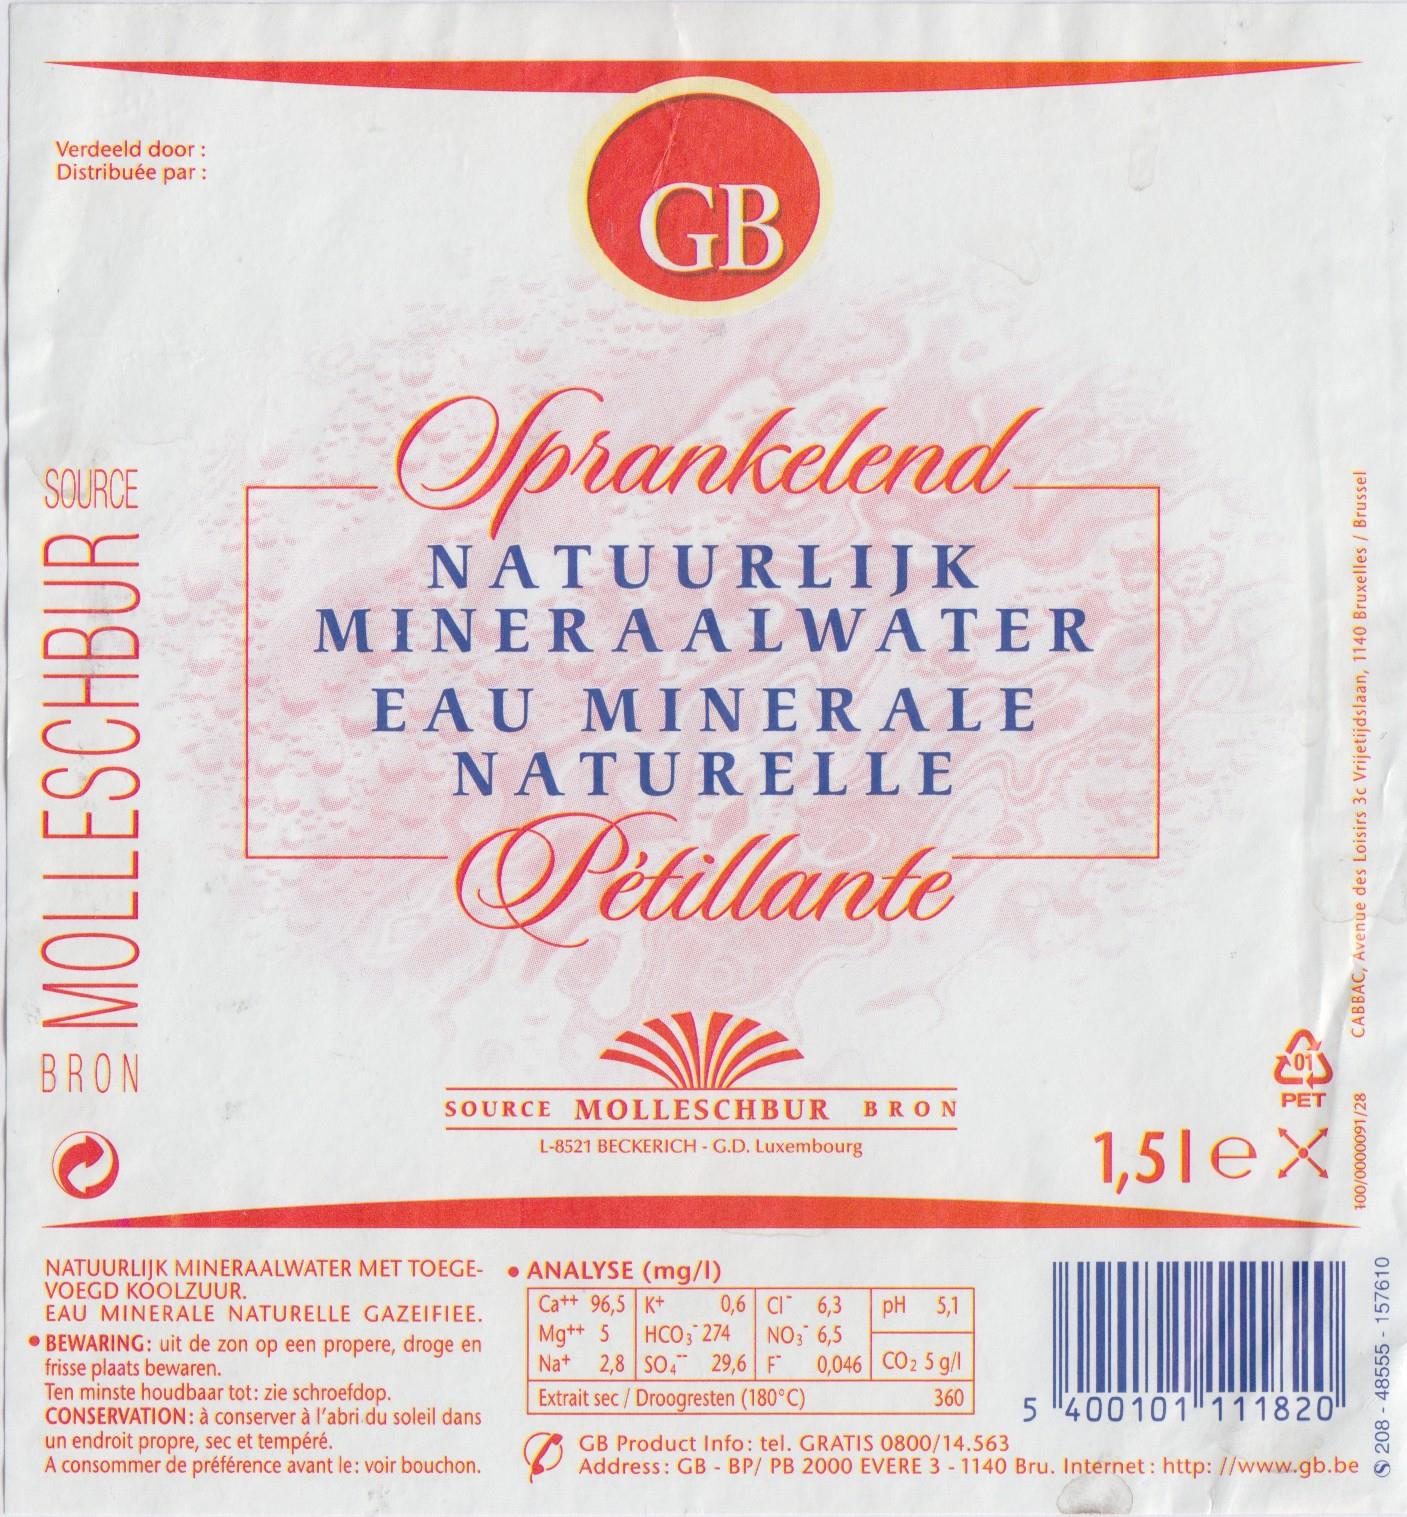 Verdeeld door :
Distribuée par :
GB
Sprankelend
NATUURLIJK
MINERAALWATER
EAU MINERALE
NATURELLE
Pétillante
SOURCE MOLLESCHBUR BRON
L-8521 BECKERICH - G.D. Luxembourg
BRON MOLLESCHBUR SOURCE
01
PET
1,5 l e
100/0000091/28 CABBAC, Avenue des Loisirs 3c Vrijetijdslaan, 1140 Bruxelles / Brussel
NATUURLIJK MINERAALWATER MET TOEGE-
VOEGD KOOLZUUR.
EAU MINERALE NATURELLE GAZEIFIEE.
• BEWARING: uit de zon op een propere, droge en
frisse plaats bewaren.
Ten minste houdbaar tot: zie schroefdop.
CONSERVATION: à conserver à l'abri du soleil dans
un endroit propre, sec et tempéré.
A consommer de préférence avant le: voir bouchon.
• ANALYSE (mg/l)
Ca++ 96,5 K+ 0,6 Cl- 6,3 pH 5,1
Mg++ 5 HCO3- 274 NO3- 6,5
Na+ 2,8 SO4-- 29,6 F- 0,046 CO2 5 g/l
Extrait sec / Droogresten (180°C) 360
GB Product Info: tel. GRATIS 0800/14.563
Address: GB - BP/ PB 2000 EVERE 3 - 1140 Bru. Internet: http: //www.gb.be
5 400101 111820
S 208 - 48555 - 157610